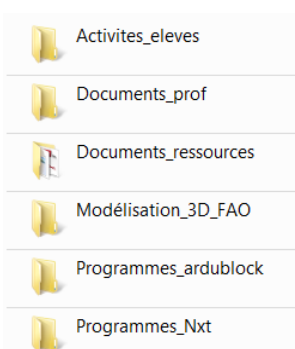 Activites_eleves
Documents_prof
Documents_ressources
Modélisation_3D_FAO
Programmes_ardublock
Programmes_Nxt